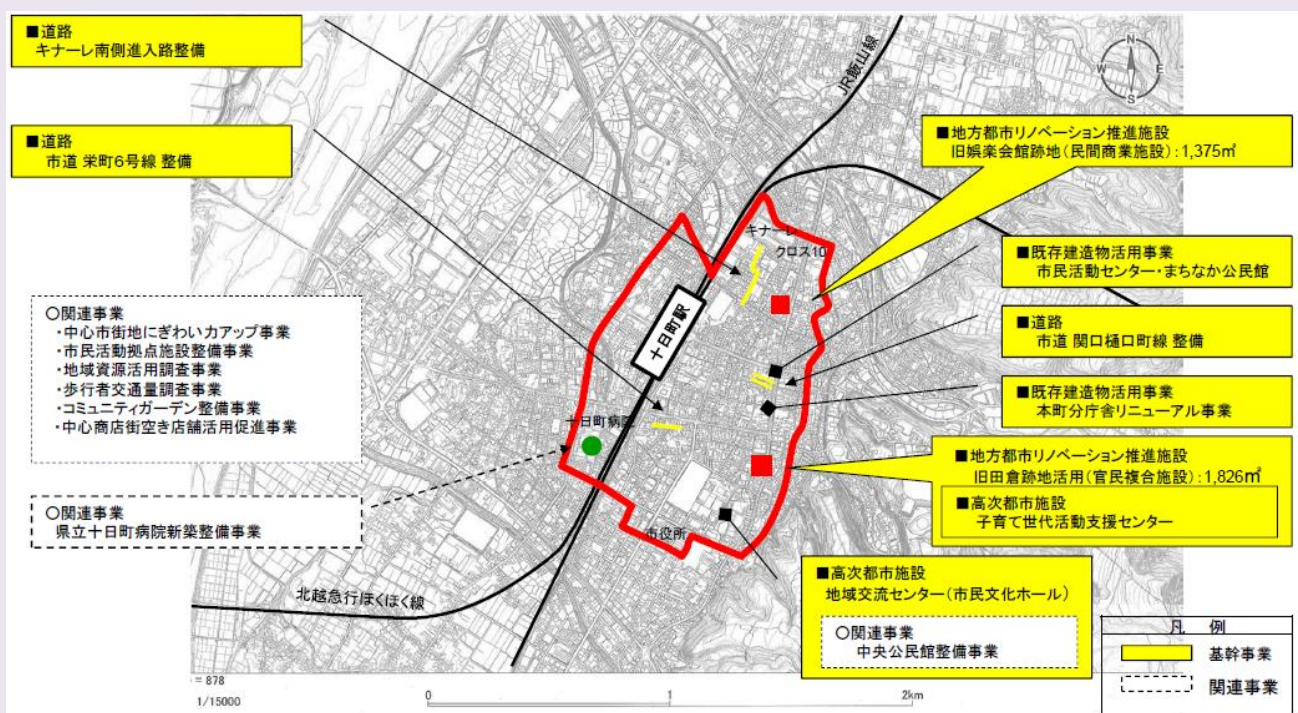 ■道路
キナーレ南側進入路整備
■道路
市道 栄町6号線 整備
○関連事業
・中心市街地にぎわい力アップ事業
・市民活動拠点施設整備事業
・地域資源活用調査事業
・歩行者交通量調査事業
・コミュニティガーデン整備事業
・中心商店街空き店舗活用促進事業
○関連事業
県立十日町病院新築整備事業
JR飯山線
N
W
E
S
キナーレ
クロス10
十日町駅
十日町病院
市役所
北越急行ほくほく線
■地方都市リノベーション推進施設
旧娯楽会館跡地(民間商業施設):1,375㎡
■既存建造物活用事業
市民活動センター・まちなか公民館
■道路
市道 関口樋口町線 整備
■既存建造物活用事業
本町分庁舎リニューアル事業
■地方都市リノベーション推進施設
旧田倉跡地活用(官民複合施設):1,826㎡
■高次都市施設
子育て世代活動支援センター
■高次都市施設
地域交流センター(市民文化ホール)
○関連事業
中央公民館整備事業
凡 例
基幹事業
関連事業
= 878
1/15000
0
1
2km